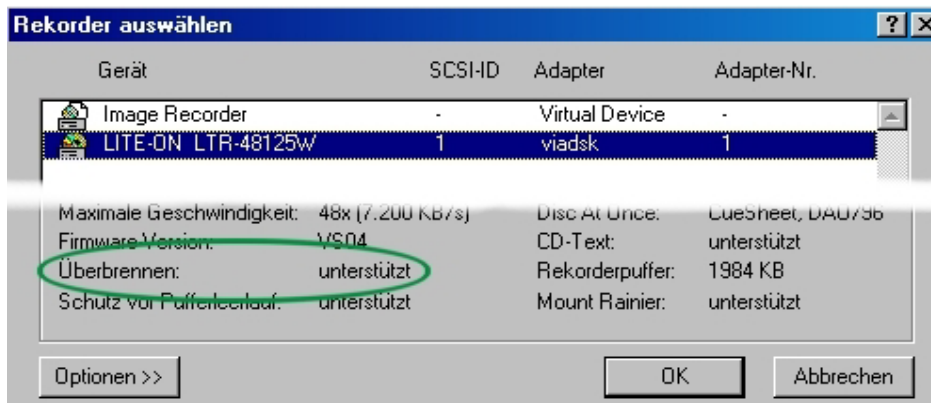 Rekorder auswählen
Gerät SCSI-ID Adapter Adapter-Nr.
Image Recorder - Virtual Device -
LITE-ON LTR-48125W 1 viadsk 1
Maximale Geschwindigkeit: 48x (7.200 KB/s) Disc At Once: CueSheet, DAO/96
Firmware Version: VS04 CD-Text: unterstützt
Überbrennen: unterstützt Rekorderpuffer: 1984 KB
Schutz vor Pufferleerlauf: unterstützt Mount Rainier: unterstützt
Optionen >> OK Abbrechen